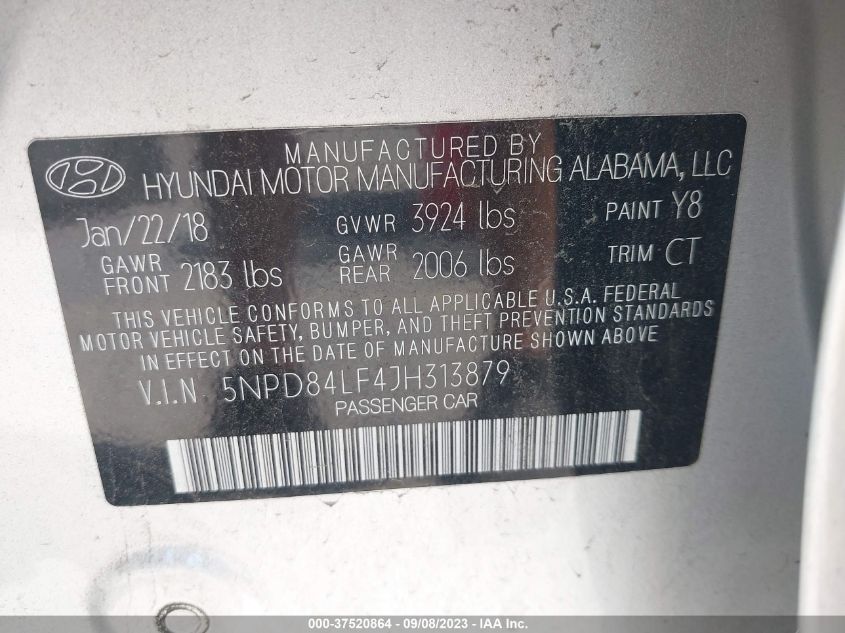 MANUFACTURED BY
HYUNDAI MOTOR MANUFACTURING ALABAMA, LLC
Jan/22/18 GVWR 3924 lbs PAINT Y8
GAWR FRONT 2183 lbs GAWR REAR 2006 lbs TRIM CT
THIS VEHICLE CONFORMS TO ALL APPLICABLE U.S.A. FEDERAL
MOTOR VEHICLE SAFETY, BUMPER, AND THEFT PREVENTION STANDARDS
IN EFFECT ON THE DATE OF MANUFACTURE SHOWN ABOVE
V.I.N. 5NPD84LF4JH313879
PASSENGER CAR
000-37520864 - 09/08/2023 - IAA Inc.